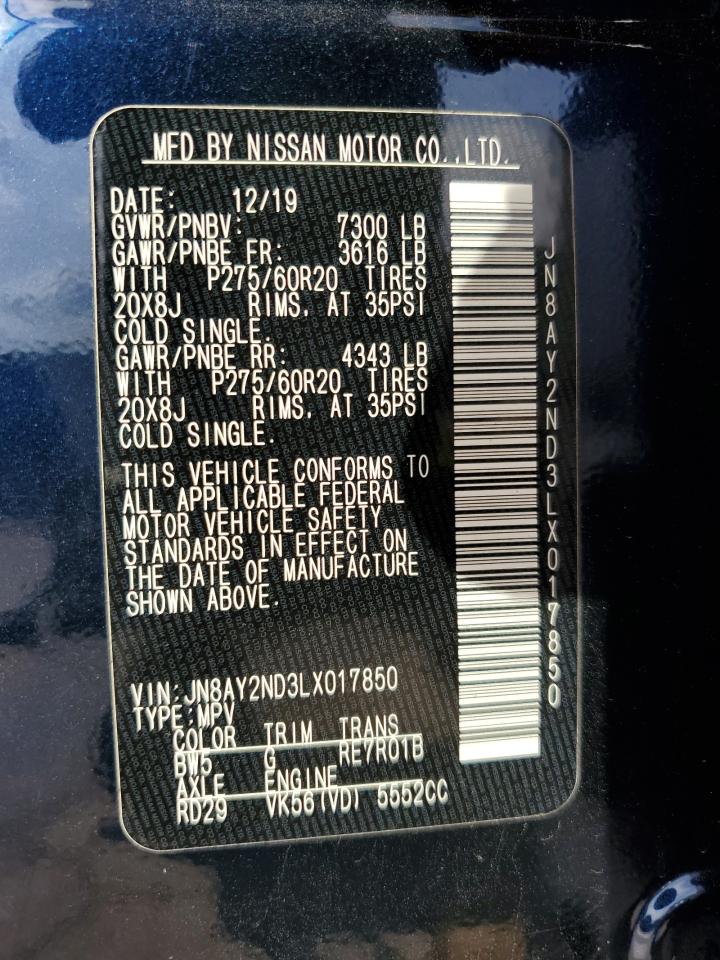 MFD BY NISSAN MOTOR CO.,LTD.
DATE: 12/19
GVWR/PNBV: 7300 LB
GAWR/PNBE FR: 3616 LB
WITH P275/60R20 TIRES
20X8J RIMS, AT 35PSI
COLD SINGLE.
GAWR/PNBE RR: 4343 LB
WITH P275/60R20 TIRES
20X8J RIMS, AT 35PSI
COLD SINGLE.
THIS VEHICLE CONFORMS TO
ALL APPLICABLE FEDERAL
MOTOR VEHICLE SAFETY
STANDARDS IN EFFECT ON
THE DATE OF MANUFACTURE
SHOWN ABOVE.
VIN:JN8AY2ND3LX017850
TYPE:MPV
COLOR TRIM TRANS
BW5 G RE7R01B
AXLE ENGINE
RD29 VK56(VD) 5552CC
JN8AY2ND3LX017850